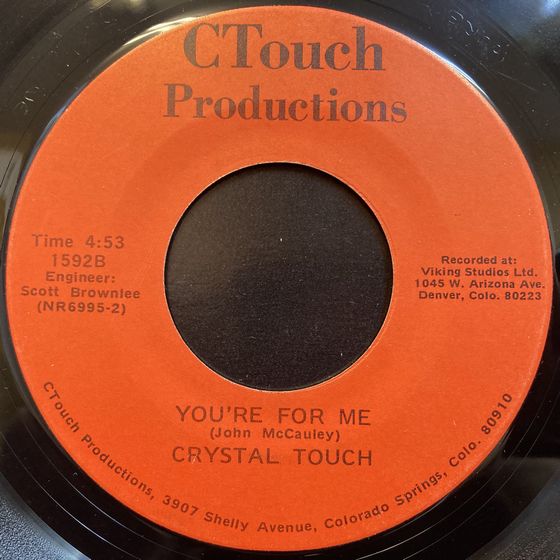 CTouch
Productions
Time 4:53
1592B
Engineer:
Scott Brownlee
(NR6995-2)
Recorded at:
Viking Studios Ltd.
1045 W. Arizona Ave.
Denver, Colo. 80223
YOU'RE FOR ME
(John McCauley)
CRYSTAL TOUCH
CTouch Productions, 3907 Shelly Avenue, Colorado Springs, Colo. 80910